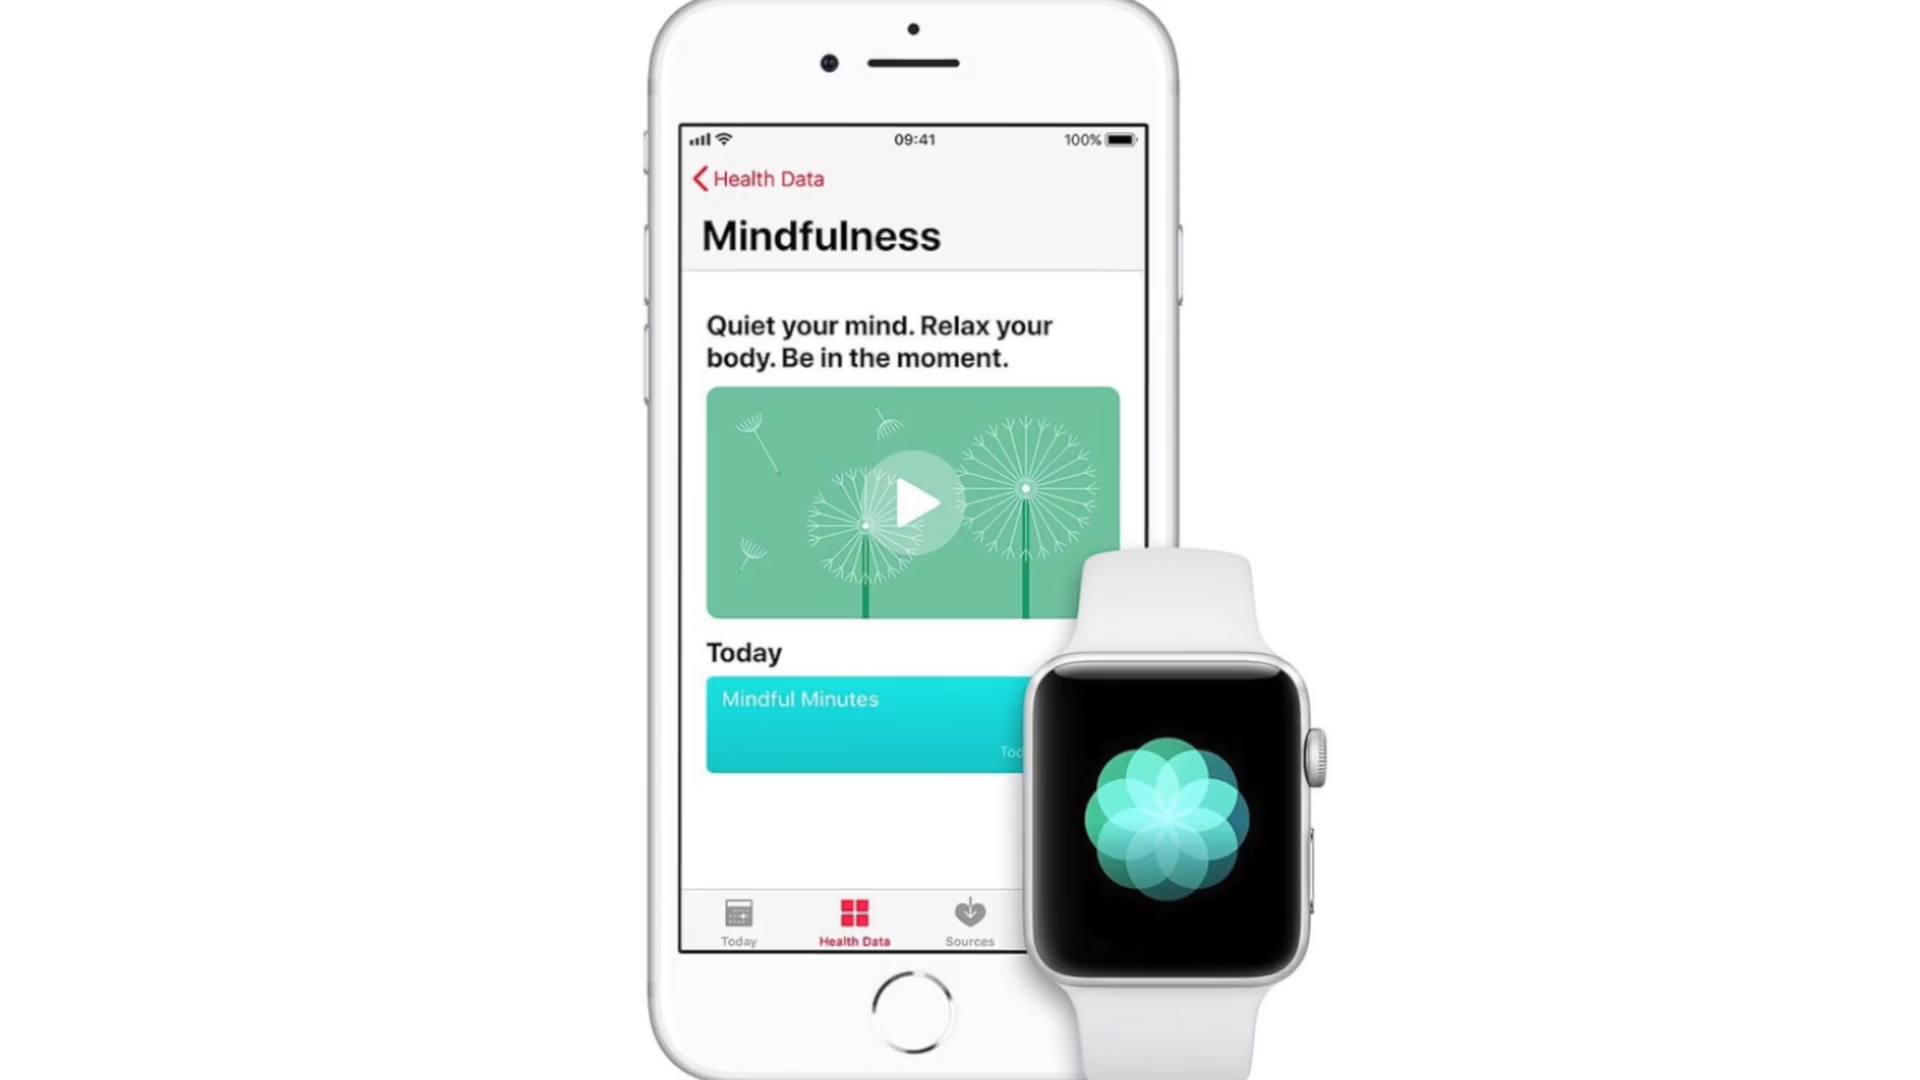 09:41
100%
Health Data
Mindfulness
Quiet your mind. Relax your
body. Be in the moment.
Today
Mindful Minutes
Today
Health Data
Sources